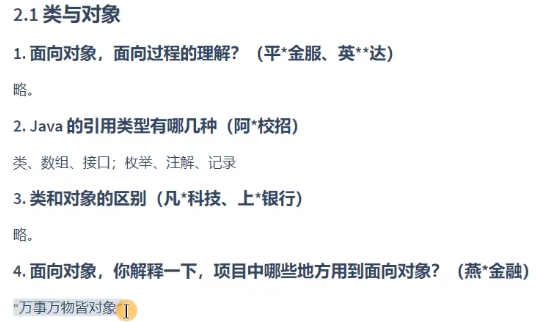 2.1 类与对象
1. 面向对象，面向过程的理解？（平*金服、英**达）
略。
2. Java 的引用类型有哪几种（阿*校招）
类、数组、接口；枚举、注解、记录
3. 类和对象的区别（凡*科技、上*银行）
略。
4. 面向对象，你解释一下，项目中哪些地方用到面向对象？（燕*金融）
“万事万物皆对象”